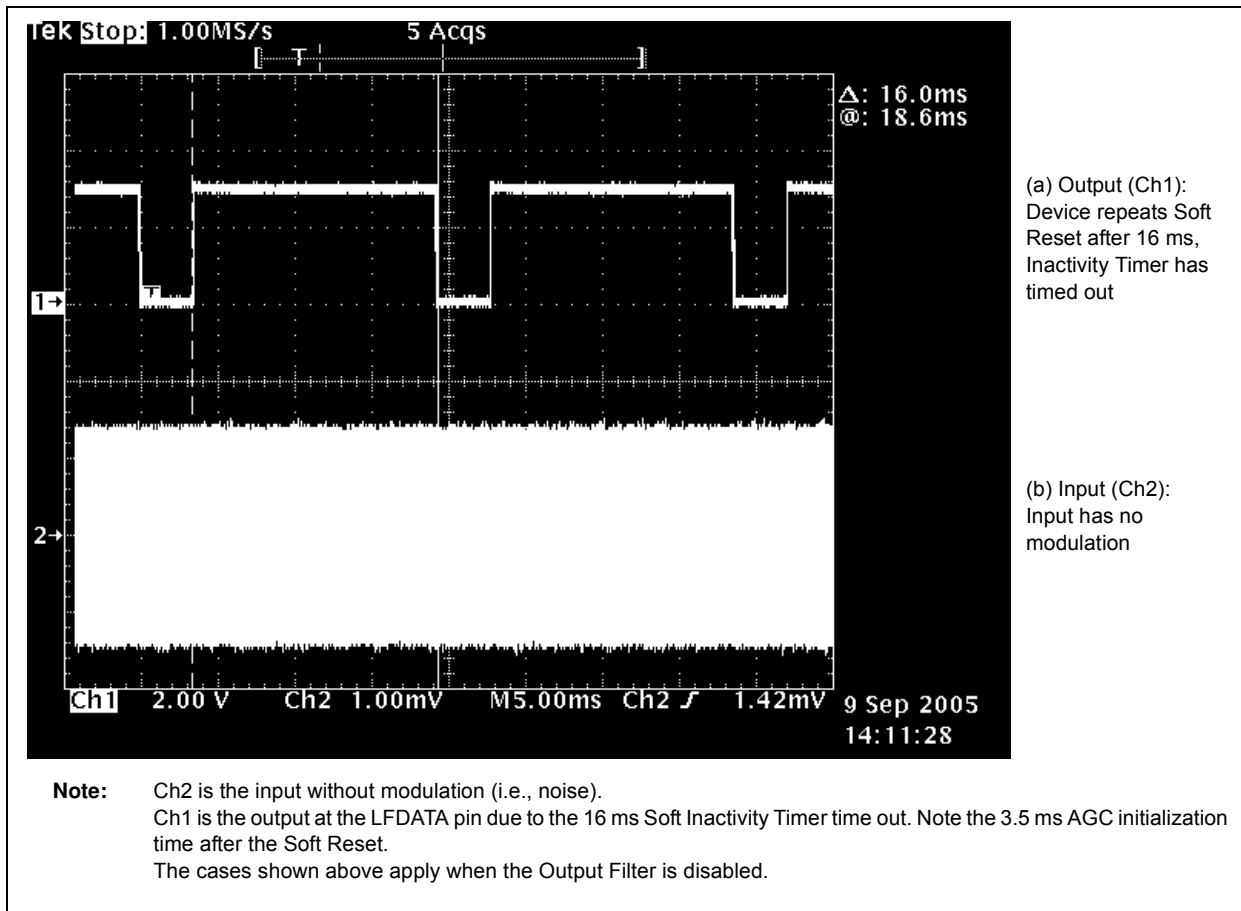 Tek Stop: 1.00MS/s 5 Acqs
[ T ]
Δ: 16.0ms
@: 18.6ms
(a) Output (Ch1):
Device repeats Soft
Reset after 16 ms,
Inactivity Timer has
timed out
T
1→
(b) Input (Ch2):
Input has no
modulation
2→
Ch1 2.00 V Ch2 1.00mV M5.00ms Ch2 ƒ 1.42mV
9 Sep 2005
14:11:28
Note: Ch2 is the input without modulation (i.e., noise).
Ch1 is the output at the LFDATA pin due to the 16 ms Soft Inactivity Timer time out. Note the 3.5 ms AGC initialization
time after the Soft Reset.
The cases shown above apply when the Output Filter is disabled.